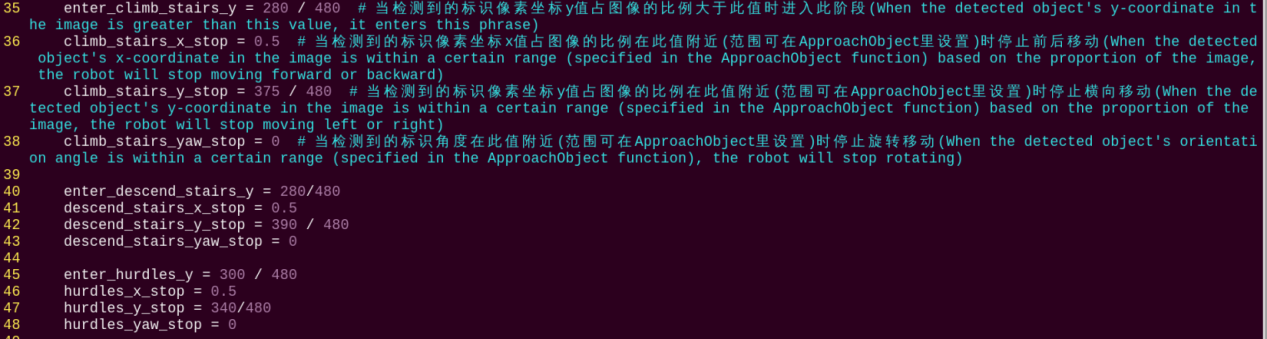 35     enter_climb_stairs_y = 280 / 480  # 当检测到的标识像素坐标y值占图像的比例大于此值时进入此阶段(When the detected object's y-coordinate in t
he image is greater than this value, it enters this phrase)
36     climb_stairs_x_stop = 0.5  # 当检测到的标识像素坐标x值占图像的比例在此值附近(范围可在ApproachObject里设置)时停止前后移动(When the detected
 object's x-coordinate in the image is within a certain range (specified in the ApproachObject function) based on the proportion of the image,
 the robot will stop moving forward or backward)
37     climb_stairs_y_stop = 375 / 480  # 当检测到的标识像素坐标y值占图像的比例在此值附近(范围可在ApproachObject里设置)时停止横向移动(When the de
tected object's y-coordinate in the image is within a certain range (specified in the ApproachObject function) based on the proportion of the
image, the robot will stop moving left or right)
38     climb_stairs_yaw_stop = 0  # 当检测到的标识角度在此值附近(范围可在ApproachObject里设置)时停止旋转移动(When the detected object's orientati
on angle is within a certain range (specified in the ApproachObject function), the robot will stop rotating)
39
40     enter_descend_stairs_y = 280/480
41     descend_stairs_x_stop = 0.5
42     descend_stairs_y_stop = 390 / 480
43     descend_stairs_yaw_stop = 0
44
45     enter_hurdles_y = 300 / 480
46     hurdles_x_stop = 0.5
47     hurdles_y_stop = 340/480
48     hurdles_yaw_stop = 0